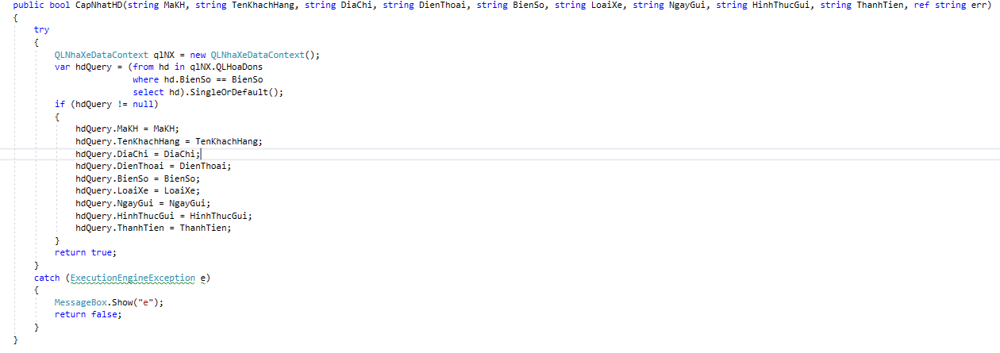 public bool CapNhatHD(string MaKH, string TenKhachHang, string DiaChi, string DienThoai, string BienSo, string LoaiXe, string NgayGui, string HinhThucGui, string ThanhTien, ref string err)
{
try
{
QLNhaXeDataContext qlNX = new QLNhaXeDataContext();
var hdQuery = (from hd in qlNX.QLHoaDons
where hd.BienSo == BienSo
select hd).SingleOrDefault();
if (hdQuery != null)
{
hdQuery.MaKH = MaKH;
hdQuery.TenKhachHang = TenKhachHang;
hdQuery.DiaChi = DiaChi;
hdQuery.DienThoai = DienThoai;
hdQuery.BienSo = BienSo;
hdQuery.LoaiXe = LoaiXe;
hdQuery.NgayGui = NgayGui;
hdQuery.HinhThucGui = HinhThucGui;
hdQuery.ThanhTien = ThanhTien;
}
return true;
}
catch (ExecutionEngineException e)
{
MessageBox.Show("e");
return false;
}
}